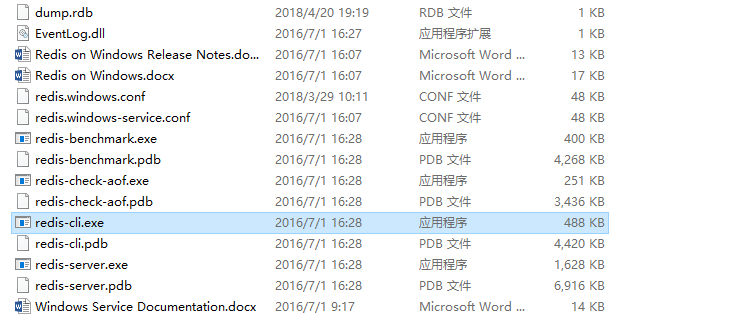 dump.rdb 2018/4/20 19:19 RDB 文件 1 KB
EventLog.dll 2016/7/1 16:27 应用程序扩展 1 KB
Redis on Windows Release Notes.do... 2016/7/1 16:07 Microsoft Word ... 13 KB
Redis on Windows.docx 2016/7/1 16:07 Microsoft Word ... 17 KB
redis.windows.conf 2018/3/29 10:11 CONF 文件 48 KB
redis.windows-service.conf 2016/7/1 16:07 CONF 文件 48 KB
redis-benchmark.exe 2016/7/1 16:28 应用程序 400 KB
redis-benchmark.pdb 2016/7/1 16:28 PDB 文件 4,268 KB
redis-check-aof.exe 2016/7/1 16:28 应用程序 251 KB
redis-check-aof.pdb 2016/7/1 16:28 PDB 文件 3,436 KB
redis-cli.exe 2016/7/1 16:28 应用程序 488 KB
redis-cli.pdb 2016/7/1 16:28 PDB 文件 4,420 KB
redis-server.exe 2016/7/1 16:28 应用程序 1,628 KB
redis-server.pdb 2016/7/1 16:28 PDB 文件 6,916 KB
Windows Service Documentation.docx 2016/7/1 9:17 Microsoft Word ... 14 KB